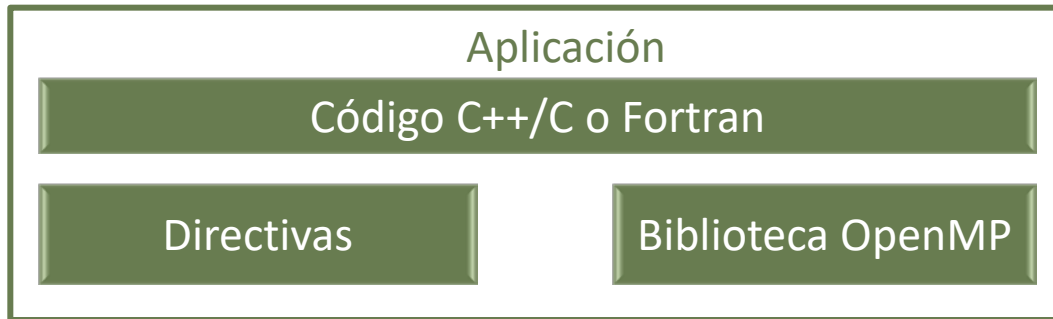 Aplicación
Código C++/C o Fortran
Directivas
Biblioteca OpenMP